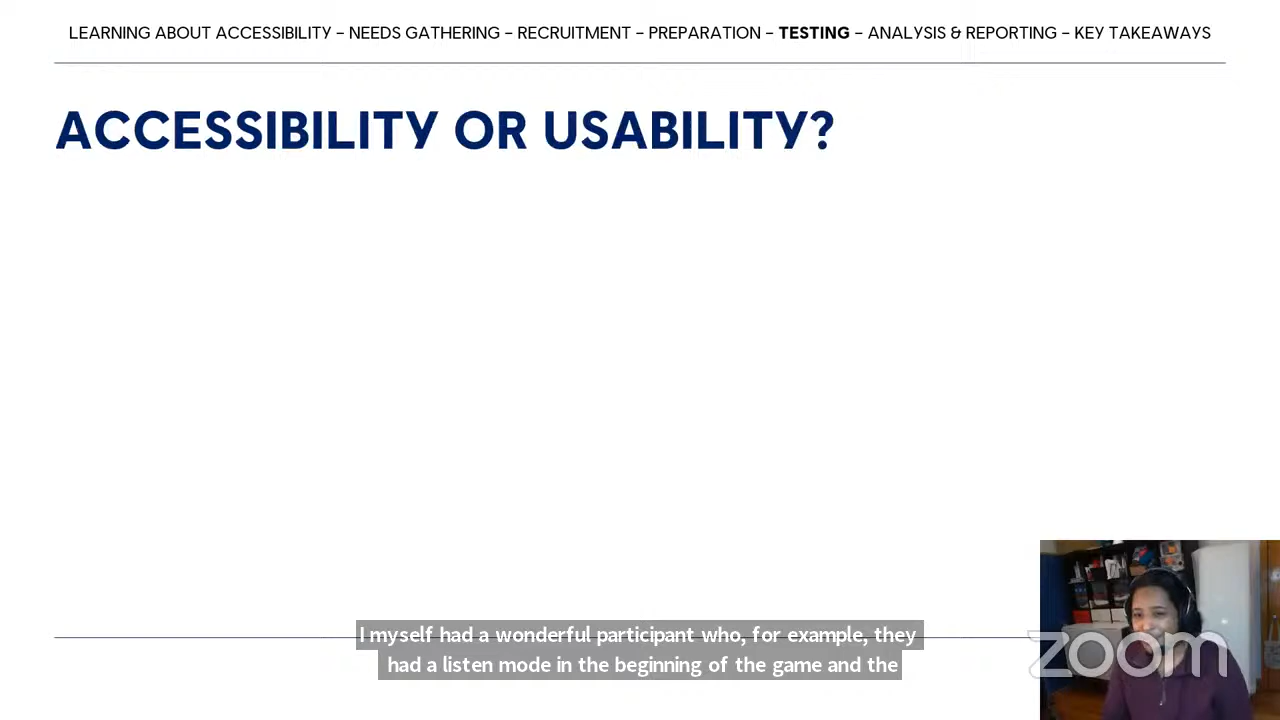 LEARNING ABOUT ACCESSIBILITY – NEEDS GATHERING – RECRUITMENT – PREPARATION – TESTING – ANALYSIS & REPORTING – KEY TAKEAWAYS
ACCESSIBILITY OR USABILITY?
I myself had a wonderful participant who, for example, they
had a listen mode in the beginning of the game and the
zoom